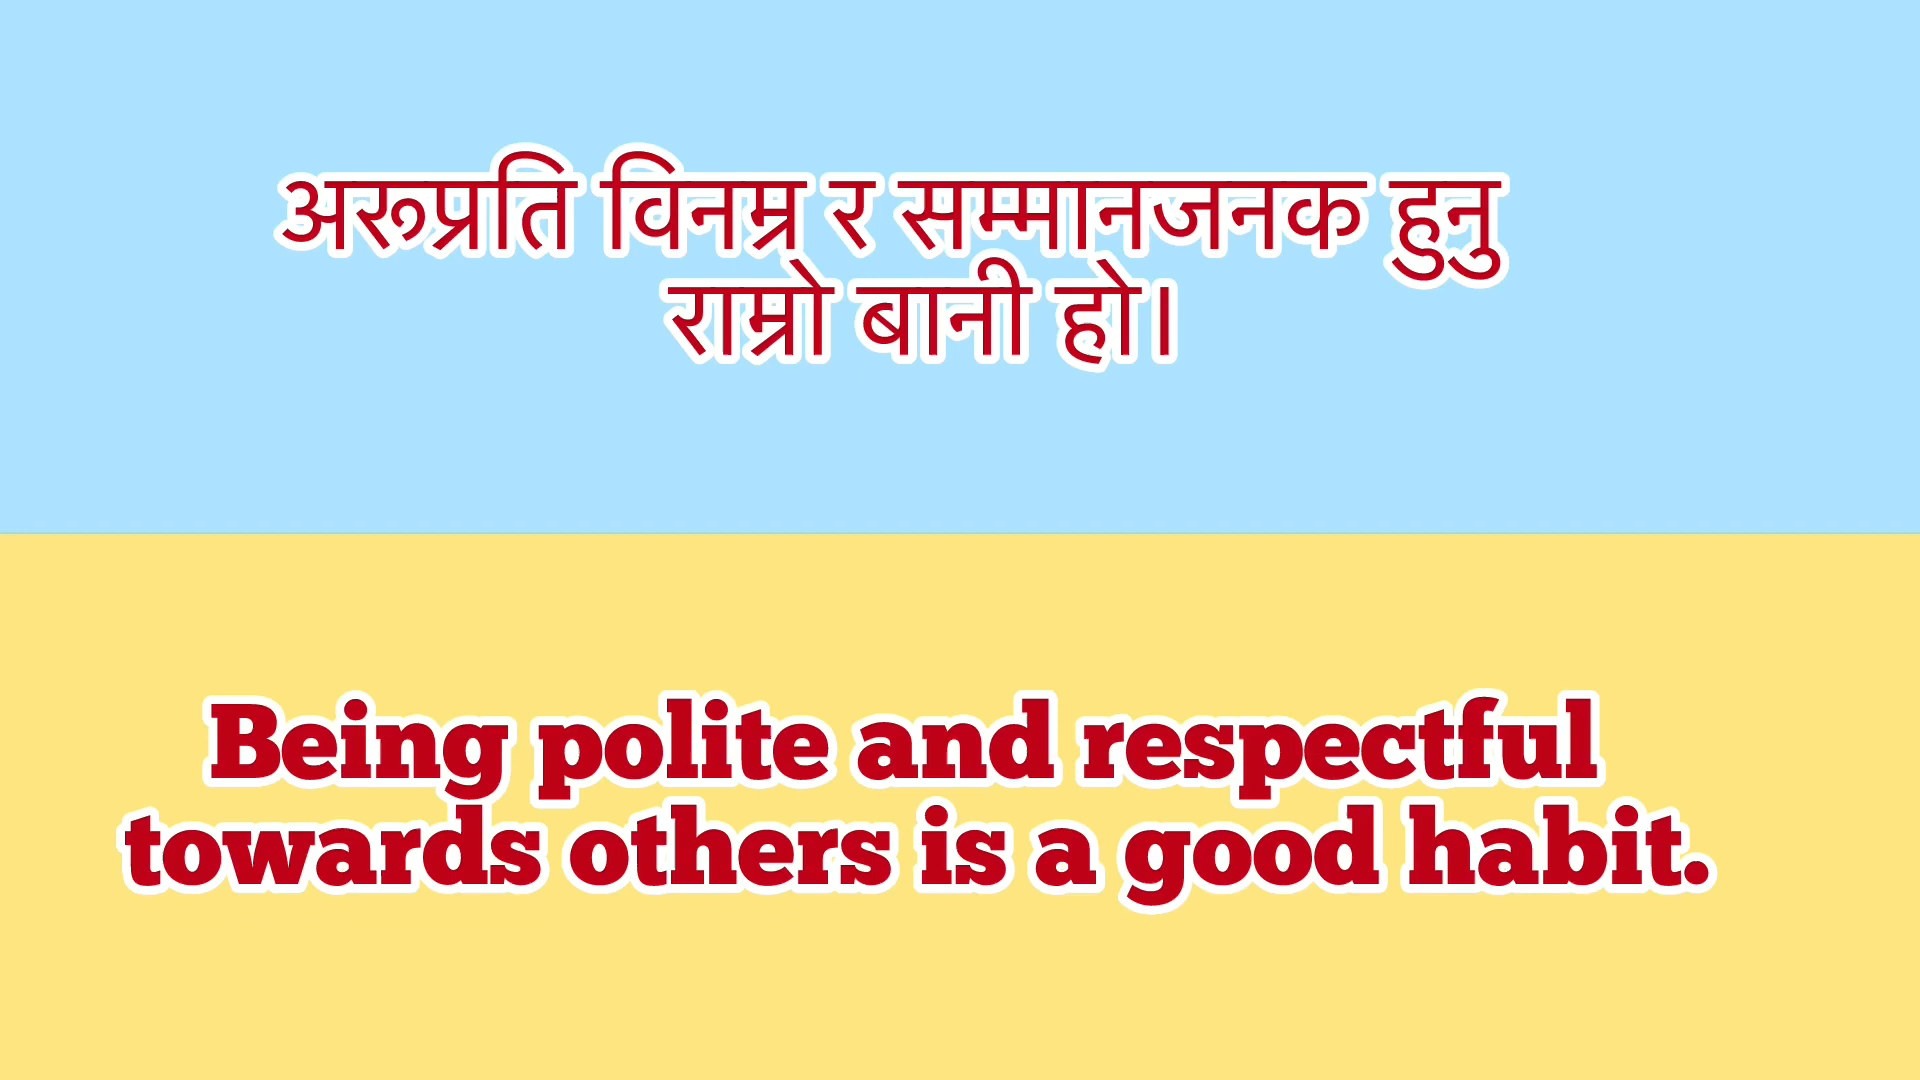 अरूप्रति विनम्र र सम्मानजनक हुनु
राम्रो बानी हो।
Being polite and respectful
towards others is a good habit.